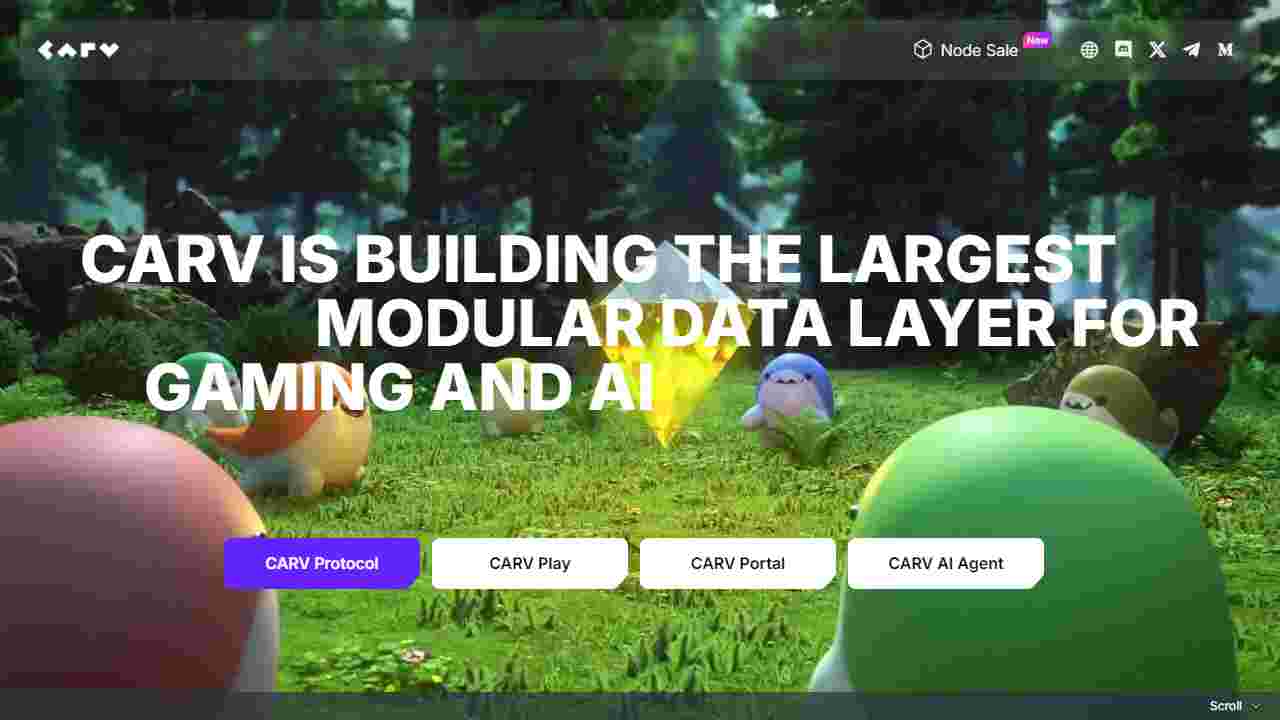 CARV
Node Sale
New
CARV IS BUILDING THE LARGEST
MODULAR DATA LAYER FOR
GAMING AND AI
CARV Protocol
CARV Play
CARV Portal
CARV AI Agent
Scroll